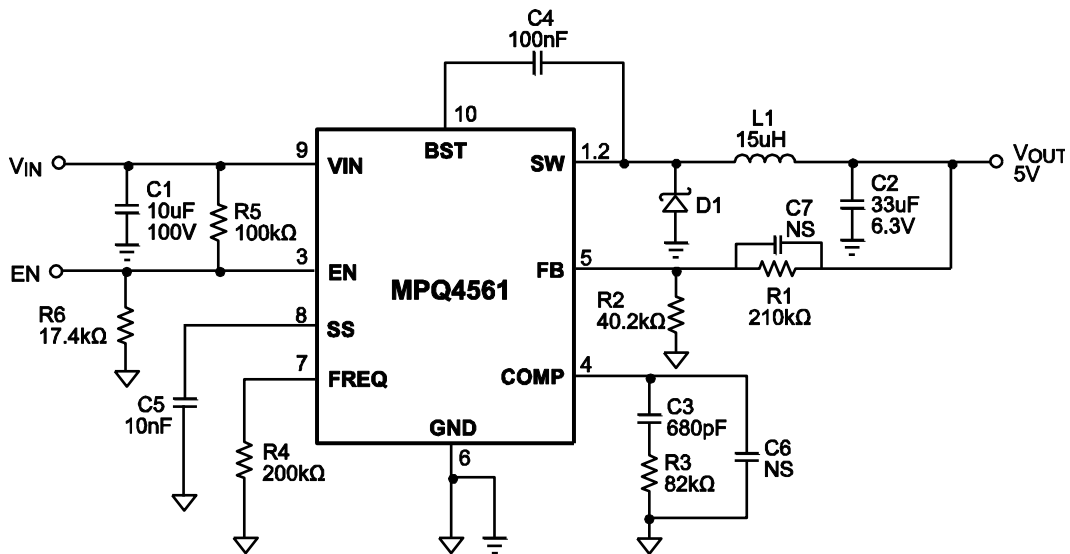 C4
100nF
10
L1
15uH
VIN
9
VIN
BST
SW
1.2
VOUT
5V
C1
10uF
100V
R5
100kΩ
D1
C2
33uF
6.3V
C7
NS
EN
3
EN
FB
5
MPQ4561
R1
210kΩ
R2
40.2kΩ
R6
17.4kΩ
8
SS
7
FREQ
COMP
4
C5
10nF
GND
6
R4
200kΩ
C3
680pF
R3
82kΩ
C6
NS